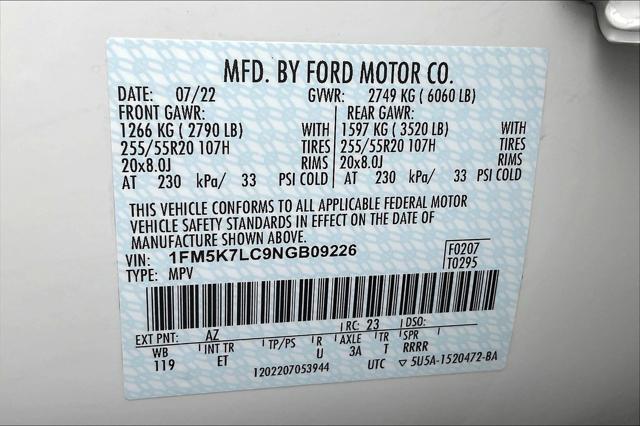 MFD. BY FORD MOTOR CO.
DATE: 07/22 GVWR: 2749 KG ( 6060 LB)
FRONT GAWR: REAR GAWR:
1266 KG ( 2790 LB) WITH 1597 KG ( 3520 LB) WITH
255/55R20 107H TIRES 255/55R20 107H TIRES
20x8.0J RIMS 20x8.0J RIMS
AT 230 kPa/ 33 PSI COLD AT 230 kPa/ 33 PSI COLD
THIS VEHICLE CONFORMS TO ALL APPLICABLE FEDERAL MOTOR
VEHICLE SAFETY STANDARDS IN EFFECT ON THE DATE OF
MANUFACTURE SHOWN ABOVE.
VIN: 1FM5K7LC9NGB09226 F0207
TYPE: MPV T0295
EXT PNT: AZ RC: 23 DSO:
WB INT TR TP/PS R AXLE TR SPR
119 ET U 3A T RRRR
1202207053944 UTC ▽ 5U5A-1520472-BA